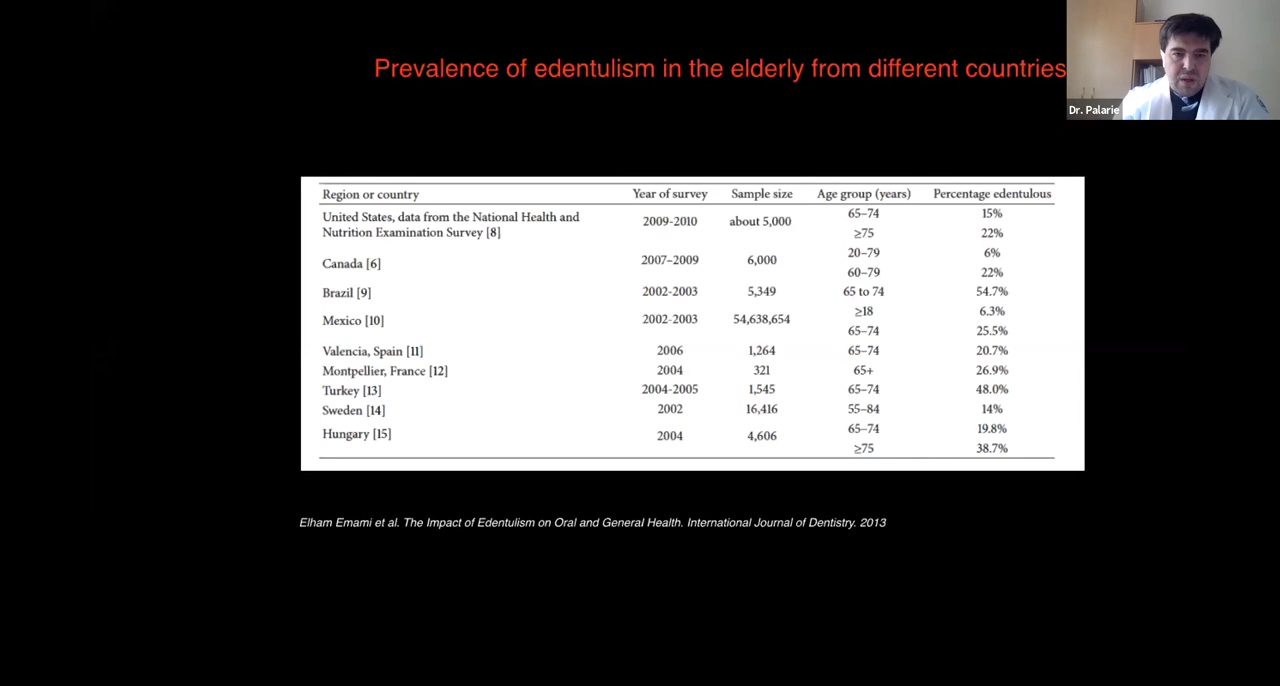 Prevalence of edentulism in the elderly from different countries
Dr. Palarie
Region or country Year of survey Sample size Age group (years) Percentage edentulous
United States, data from the National Health and
Nutrition Examination Survey [8] 2009-2010 about 5,000 65–74 15%
≥75 22%
Canada [6] 2007–2009 6,000 20–79 6%
60–79 22%
Brazil [9] 2002-2003 5,349 65 to 74 54.7%
Mexico [10] 2002-2003 54,638,654 ≥18 6.3%
65–74 25.5%
Valencia, Spain [11] 2006 1,264 65–74 20.7%
Montpellier, France [12] 2004 321 65+ 26.9%
Turkey [13] 2004-2005 1,545 65–74 48.0%
Sweden [14] 2002 16,416 55–84 14%
Hungary [15] 2004 4,606 65–74 19.8%
≥75 38.7%
Elham Emami et al. The Impact of Edentulism on Oral and General Health. International Journal of Dentistry. 2013